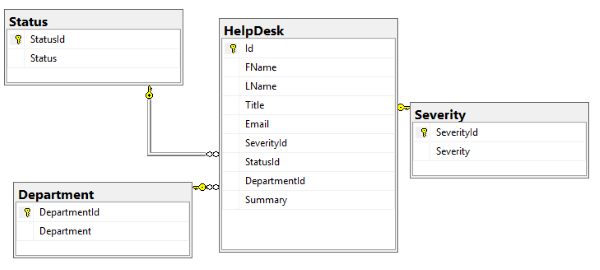 Status
StatusId
Status
HelpDesk
Id
FName
LName
Title
Email
SeverityId
StatusId
DepartmentId
Summary
Severity
SeverityId
Severity
Department
DepartmentId
Department